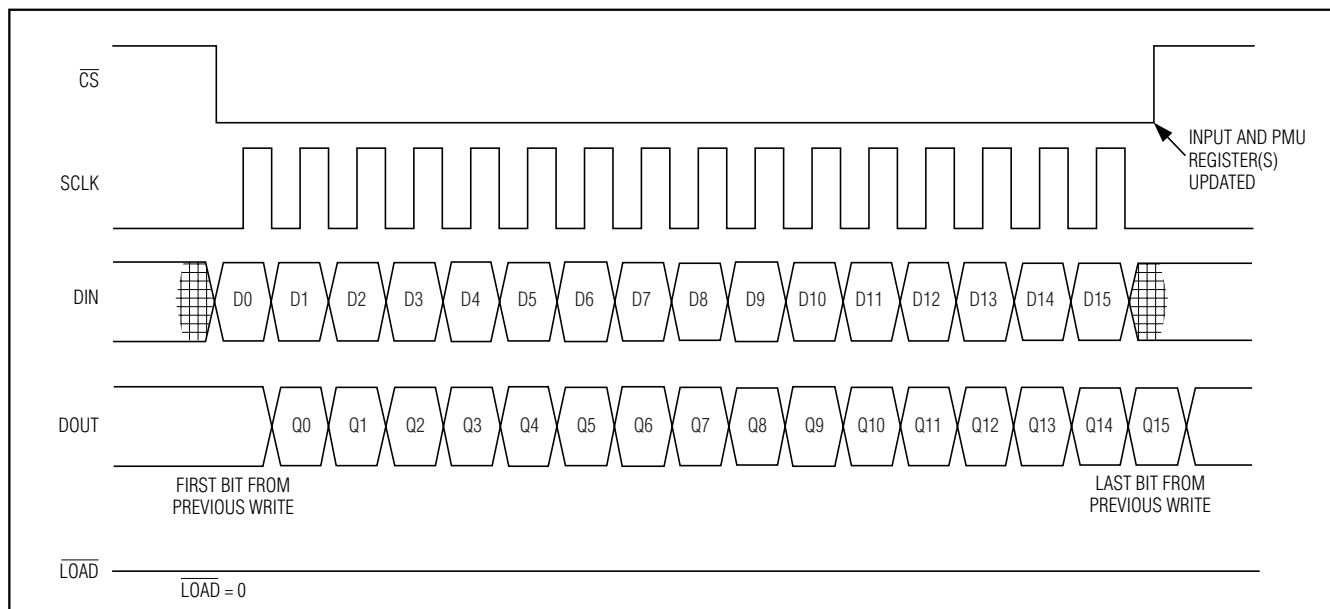 CS
INPUT AND PMU
REGISTER(S)
UPDATED
SCLK
DIN
D0 D1 D2 D3 D4 D5 D6 D7 D8 D9 D10 D11 D12 D13 D14 D15
DOUT
Q0 Q1 Q2 Q3 Q4 Q5 Q6 Q7 Q8 Q9 Q10 Q11 Q12 Q13 Q14 Q15
FIRST BIT FROM
PREVIOUS WRITE
LAST BIT FROM
PREVIOUS WRITE
LOAD
LOAD = 0